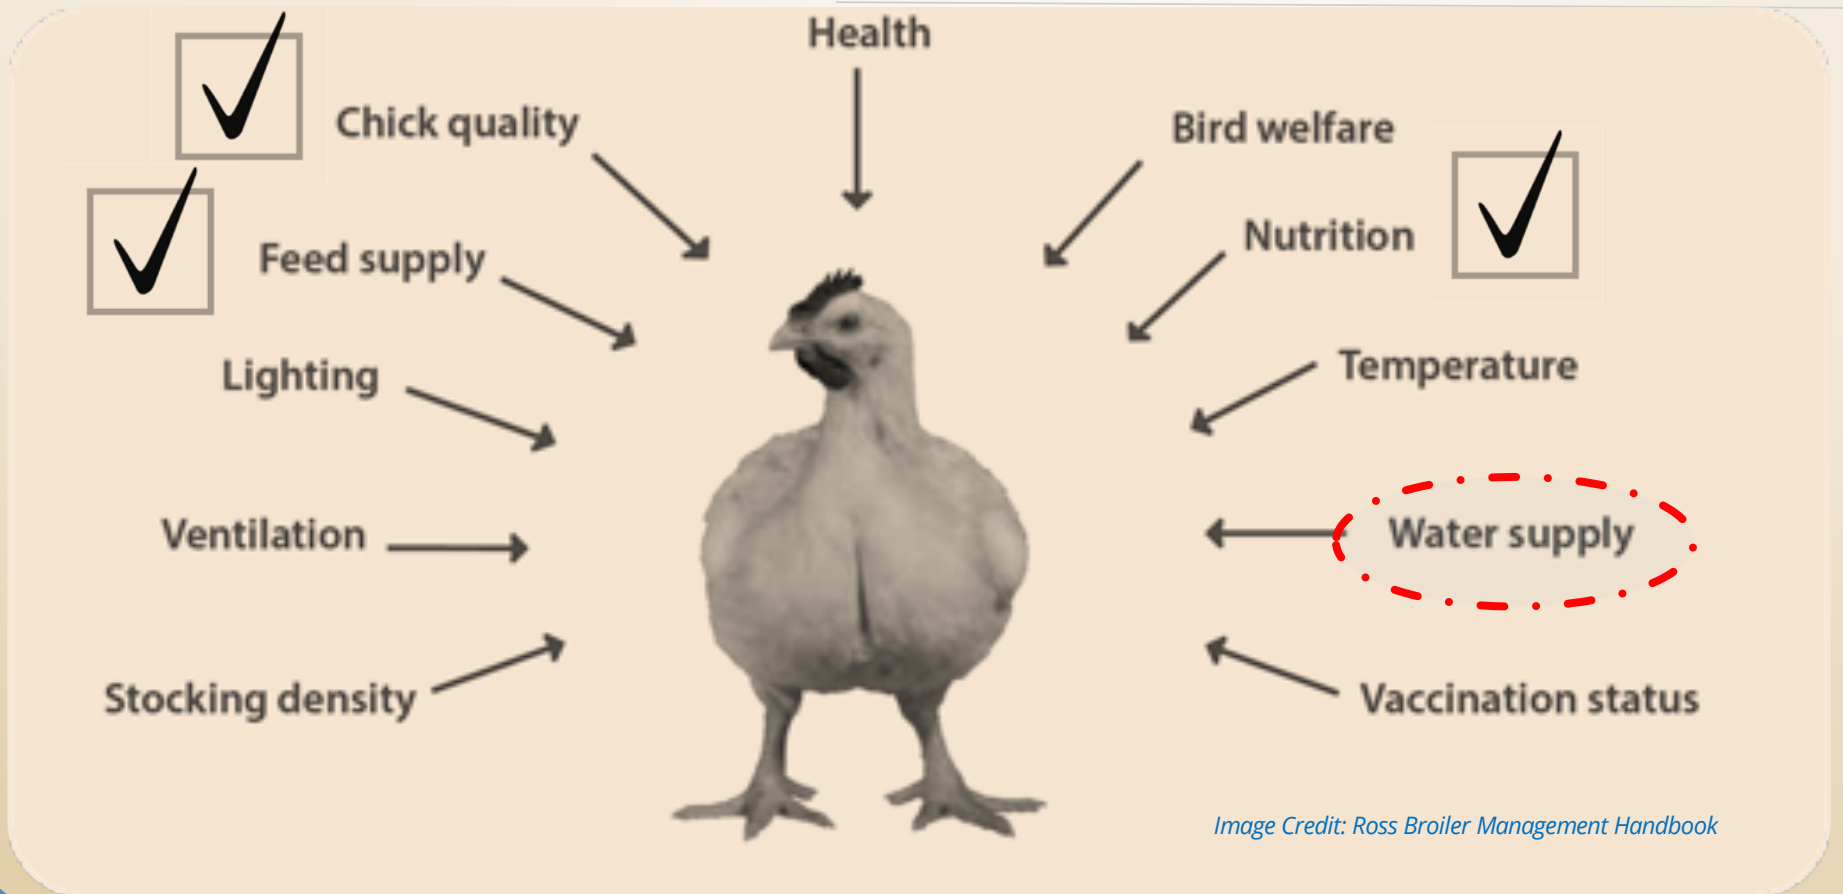 Health
Chick quality
Bird welfare
Feed supply
Nutrition
Lighting
Temperature
Ventilation
Water supply
Stocking density
Vaccination status
Image Credit: Ross Broiler Management Handbook